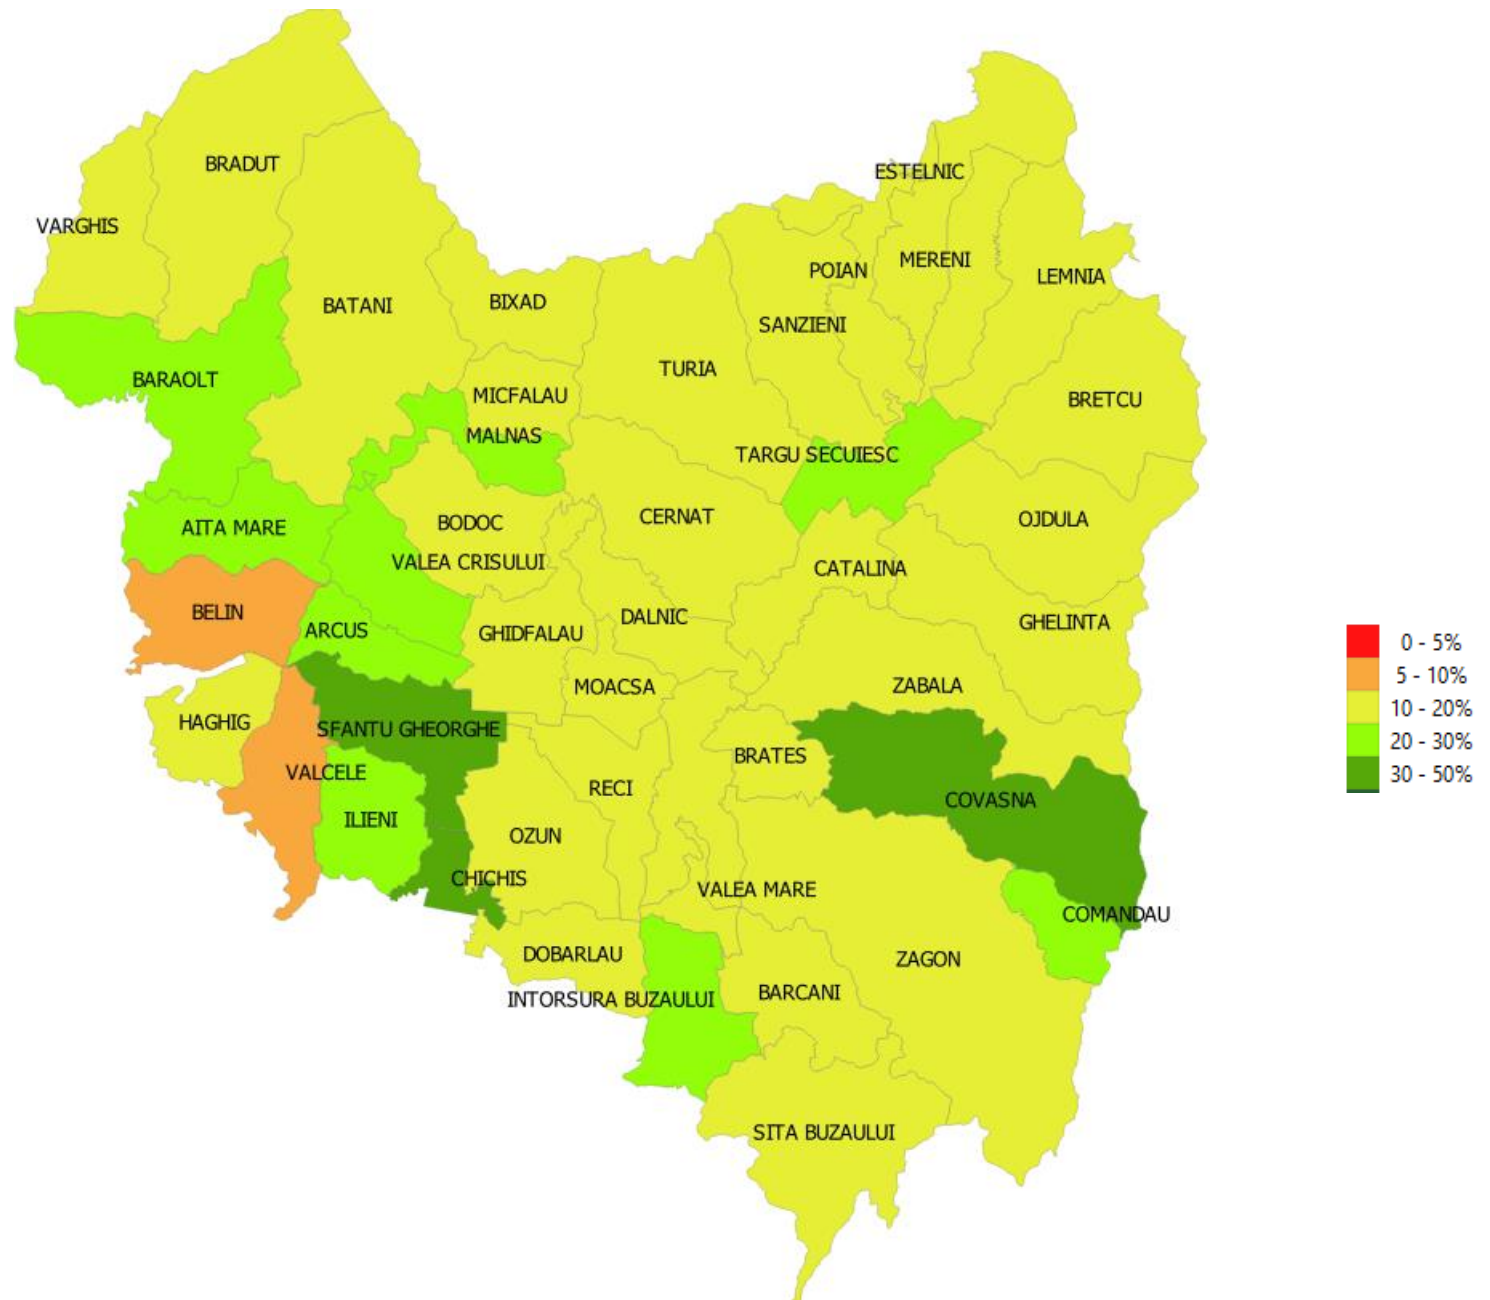 BRADUT
ESTELNIC
VARGHIS
MERENI
POIAN
LEMNIA
BATANI
BIXAD
SANZIENI
TURIA
BARAOLT
MICFALAU
BRETCU
MALNAS
TARGU SECUIESC
CERNAT
OJDULA
BODOC
AITA MARE
VALEA CRISULUI
CATALINA
BELIN
DALNIC
GHELINTA
ARCUS
GHIDFALAU
MOACSA
ZABALA
HAGHIG
SFANTU GHEORGHE
BRATES
VALCELE
RECI
COVASNA
ILIENI
OZUN
CHICHIS
VALEA MARE
COMANDAU
DOBARLAU
ZAGON
BARCANI
INTORSURA BUZAULUI
SITA BUZAULUI
0 - 5%
5 - 10%
10 - 20%
20 - 30%
30 - 50%